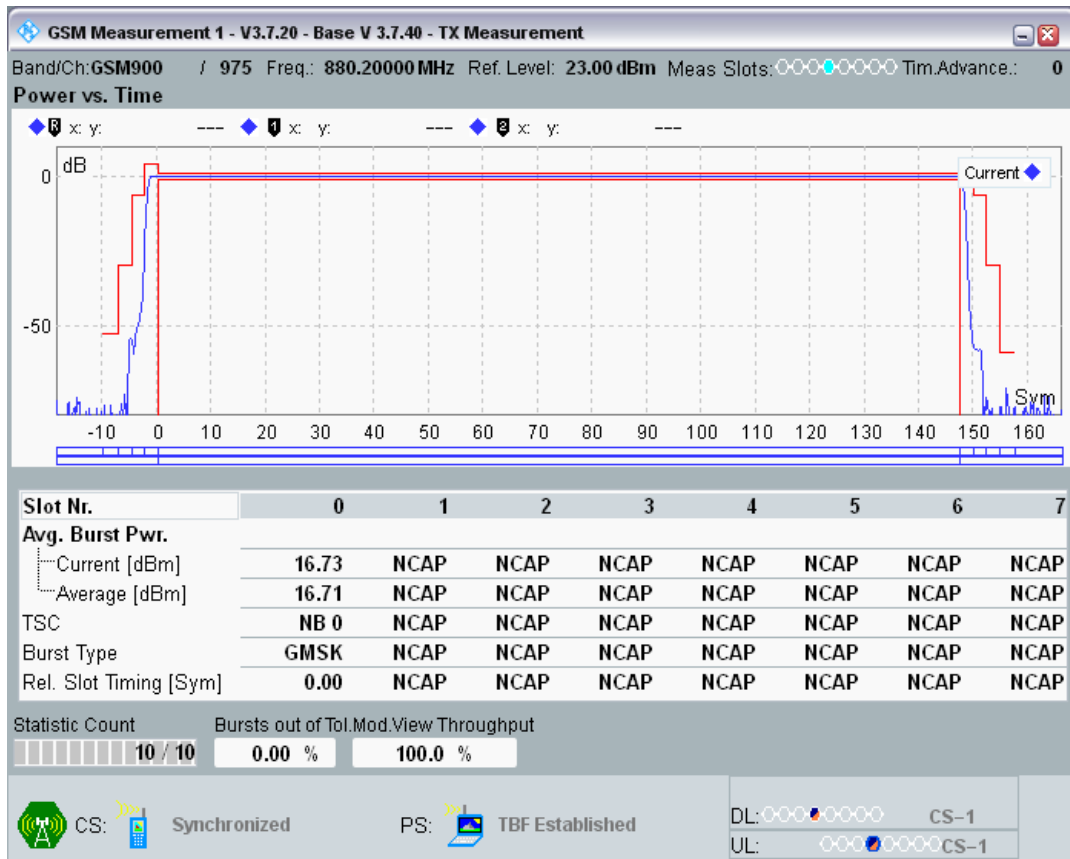 GSM Measurement 1 - V3.7.20 - Base V 3.7.40 - TX Measurement
Band/Ch:GSM900 / 975 Freq.: 880.20000 MHz Ref. Level: 23.00 dBm Meas Slots: Tim.Advance.: 0
Power vs. Time
R x: y: --- 1 x: y: --- 2 x: y: ---
dB
Current
0
-50
Sym
-10 0 10 20 30 40 50 60 70 80 90 100 110 120 130 140 150 160
Slot Nr. 0 1 2 3 4 5 6 7
Avg. Burst Pwr.
Current [dBm] 16.73 NCAP NCAP NCAP NCAP NCAP NCAP NCAP
Average [dBm] 16.71 NCAP NCAP NCAP NCAP NCAP NCAP NCAP
TSC NB 0 NCAP NCAP NCAP NCAP NCAP NCAP NCAP
Burst Type GMSK NCAP NCAP NCAP NCAP NCAP NCAP NCAP
Rel. Slot Timing [Sym] 0.00 NCAP NCAP NCAP NCAP NCAP NCAP NCAP
Statistic Count Bursts out of Tol.Mod.View Throughput
10 / 10 0.00 % 100.0 %
CS: Synchronized PS: TBF Established
DL: CS-1
UL: CS-1